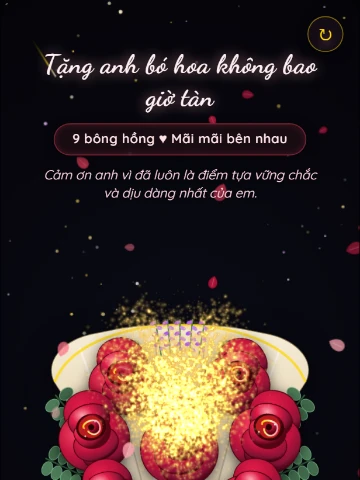 Tặng anh bó hoa không bao
giờ tàn
9 bông hồng ♥ Mãi mãi bên nhau
Cảm ơn anh vì đã luôn là điểm tựa vững chắc
và dịu dàng nhất của em.